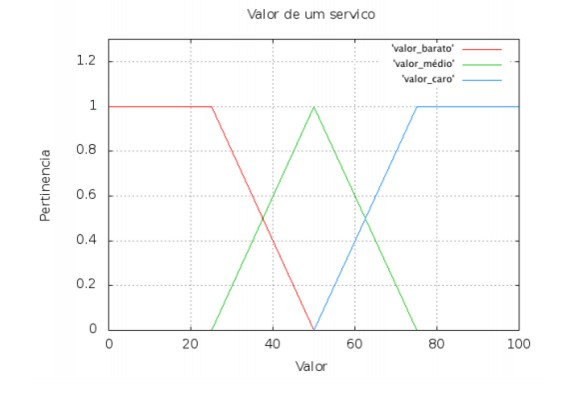 Valor de um servico
'valor_barato'
'valor_médio'
'valor_caro'
1.2
1
0.8
0.6
0.4
0.2
0
Pertinencia
0 20 40 60 80 100
Valor